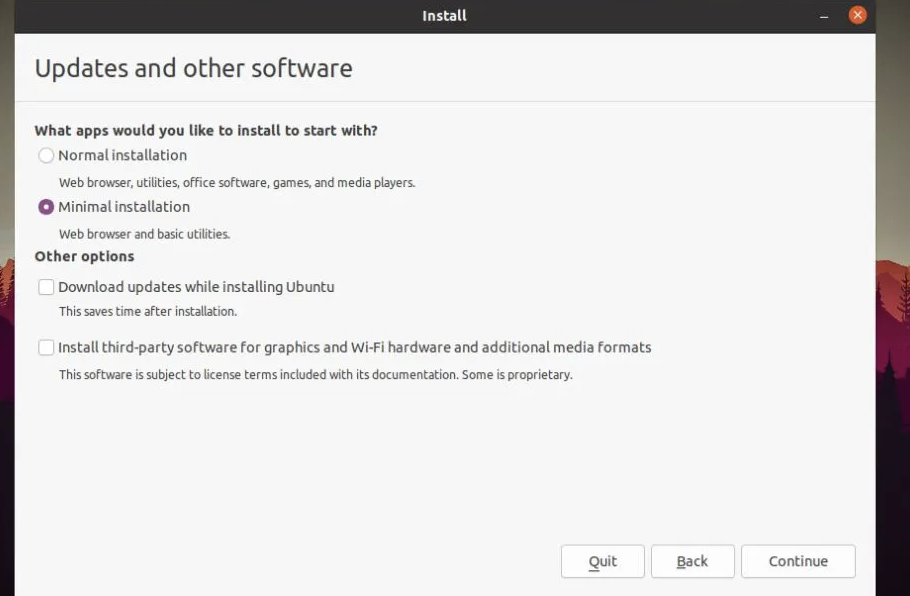 Install
Updates and other software
What apps would you like to install to start with?
Normal installation
Web browser, utilities, office software, games, and media players.
Minimal installation
Web browser and basic utilities.
Other options
Download updates while installing Ubuntu
This saves time after installation.
Install third-party software for graphics and Wi-Fi hardware and additional media formats
This software is subject to license terms included with its documentation. Some is proprietary.
Quit Back Continue